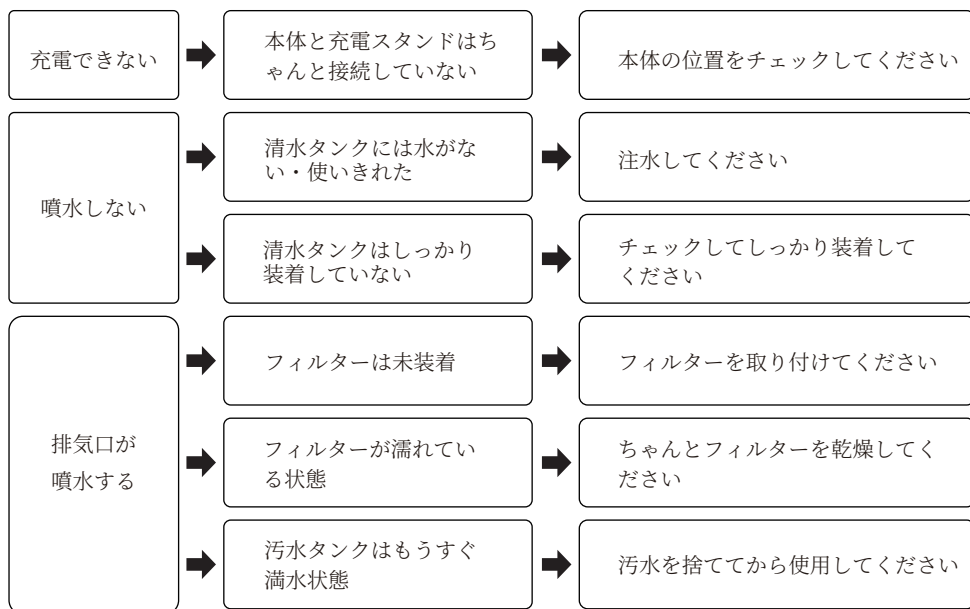 充電できない
本体と充電スタンドはち
ゃんと接続していない
本体の位置をチェックしてください
噴水しない
清水タンクには水がな
い・使いきれた
注水してください
清水タンクはしっかり
装着していない
チェックしてしっかり装着して
ください
排気口が
噴水する
フィルターは未装着
フィルターを取り付けてください
フィルターが濡れてい
る状態
ちゃんとフィルターを乾燥してく
ださい
汚水タンクはもうすぐ
満水状態
汚水を捨ててから使用してください